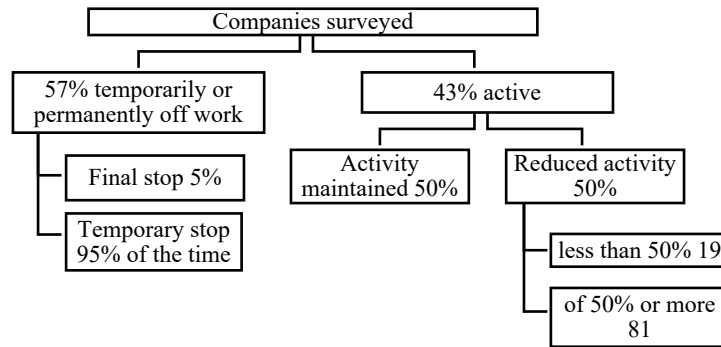 Companies surveyed
57% temporarily or
permanently off work
43% active
Final stop 5%
Temporary stop
95% of the time
Activity
maintained 50%
Reduced activity
50%
less than 50% 19
of 50% or more
81